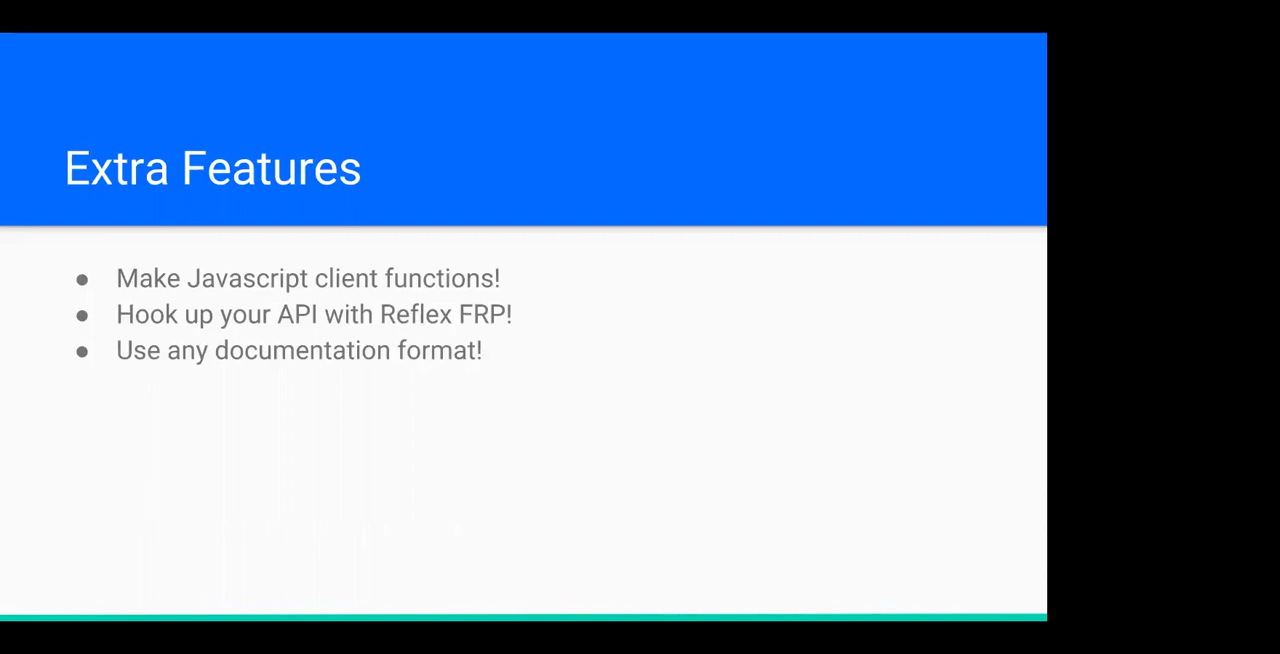 Extra Features
● Make Javascript client functions!
● Hook up your API with Reflex FRP!
● Use any documentation format!